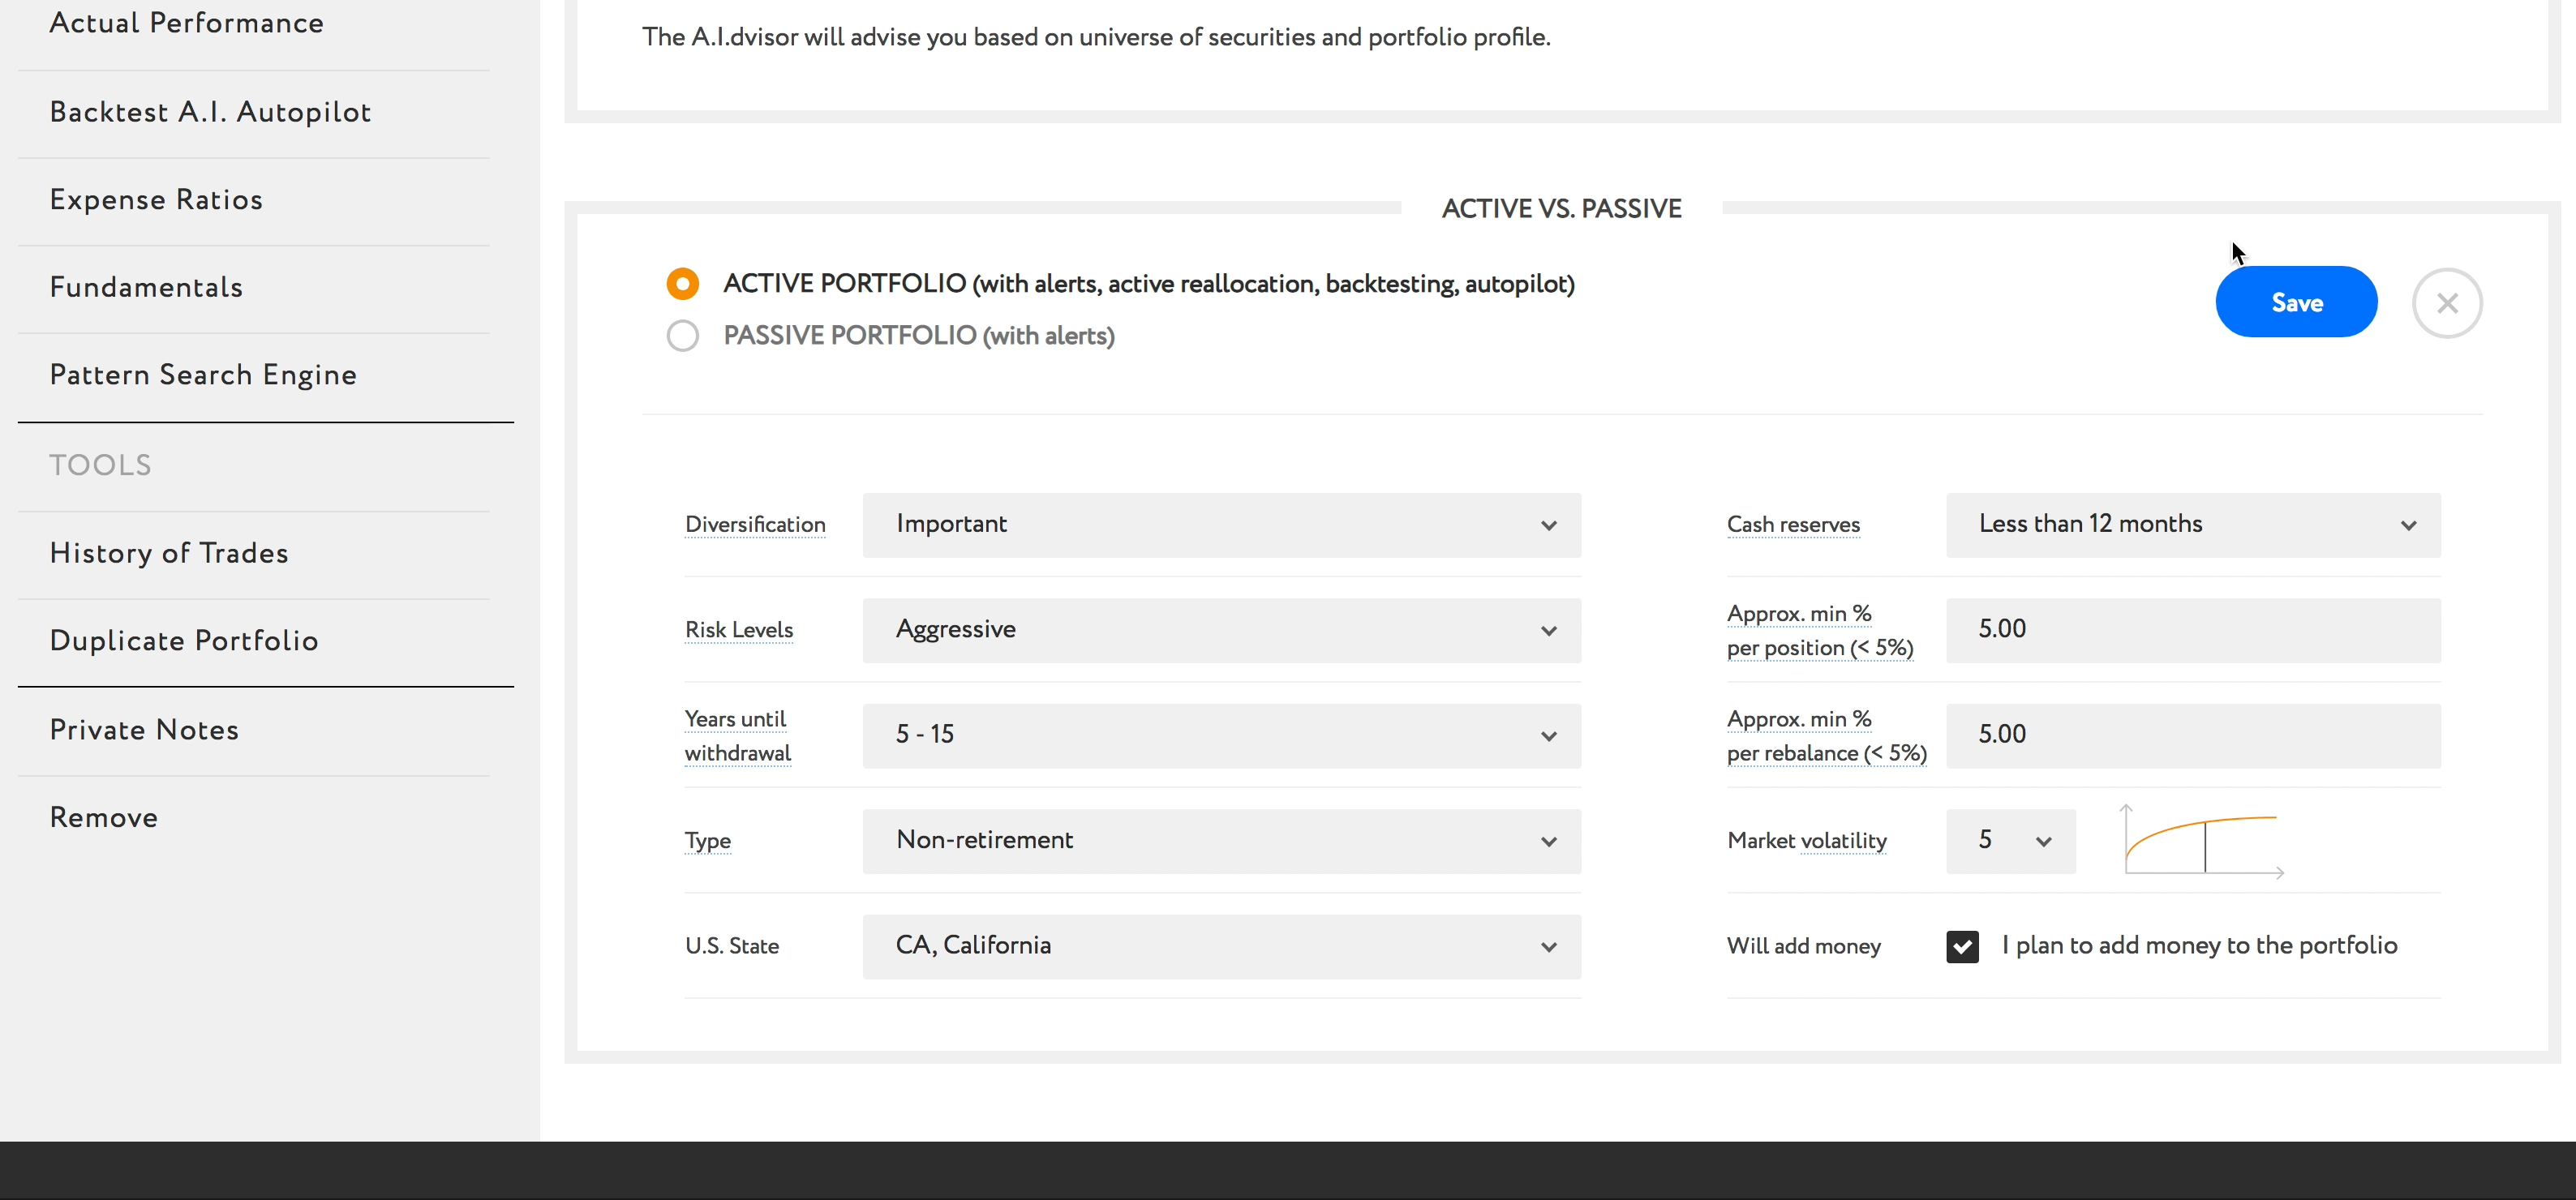 Actual Performance
Backtest A.I. Autopilot
Expense Ratios
Fundamentals
Pattern Search Engine
TOOLS
History of Trades
Duplicate Portfolio
Private Notes
Remove
The A.I.dvisor will advise you based on universe of securities and portfolio profile.
ACTIVE VS. PASSIVE
ACTIVE PORTFOLIO (with alerts, active reallocation, backtesting, autopilot)
PASSIVE PORTFOLIO (with alerts)
Save
Diversification
Important
Risk Levels
Aggressive
Years until
withdrawal
5 - 15
Type
Non-retirement
U.S. State
CA, California
Cash reserves
Less than 12 months
Approx. min %
per position (< 5%)
5.00
Approx. min %
per rebalance (< 5%)
5.00
Market volatility
5
Will add money
I plan to add money to the portfolio